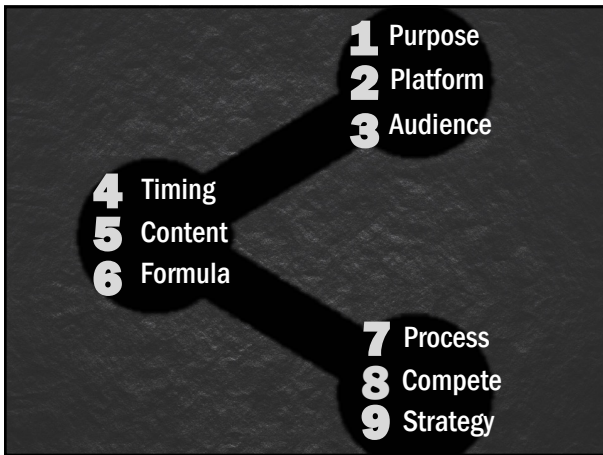 1 Purpose
2 Platform
3 Audience
4 Timing
5 Content
6 Formula
7 Process
8 Compete
9 Strategy